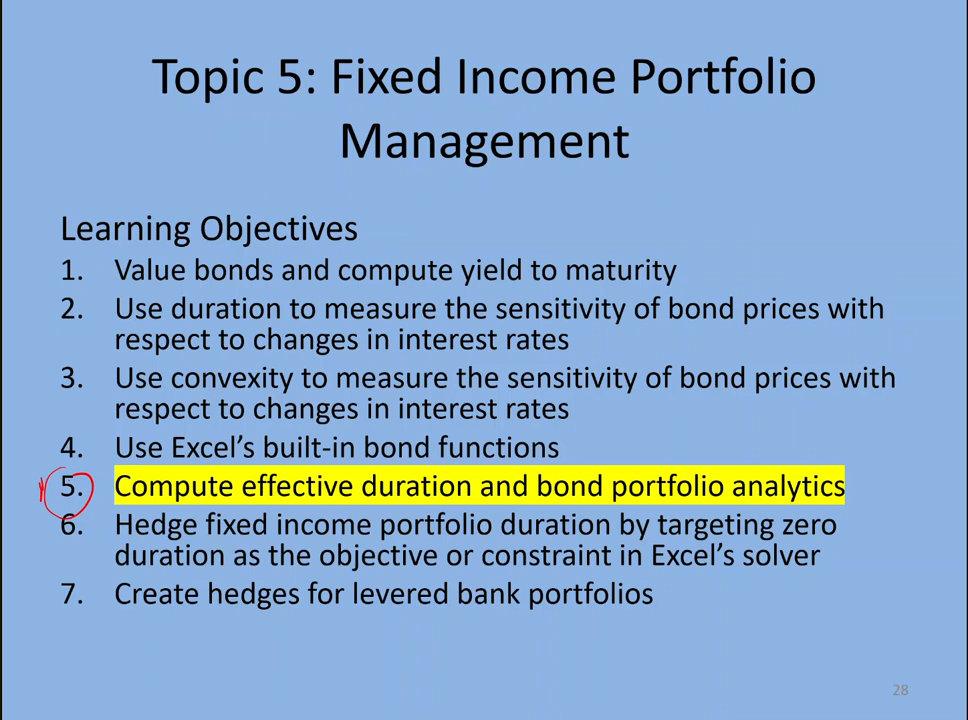 Topic 5: Fixed Income Portfolio
Management
Learning Objectives
1. Value bonds and compute yield to maturity
2. Use duration to measure the sensitivity of bond prices with
respect to changes in interest rates
3. Use convexity to measure the sensitivity of bond prices with
respect to changes in interest rates
4. Use Excel’s built-in bond functions
5. Compute effective duration and bond portfolio analytics
6. Hedge fixed income portfolio duration by targeting zero
duration as the objective or constraint in Excel’s solver
7. Create hedges for levered bank portfolios
28